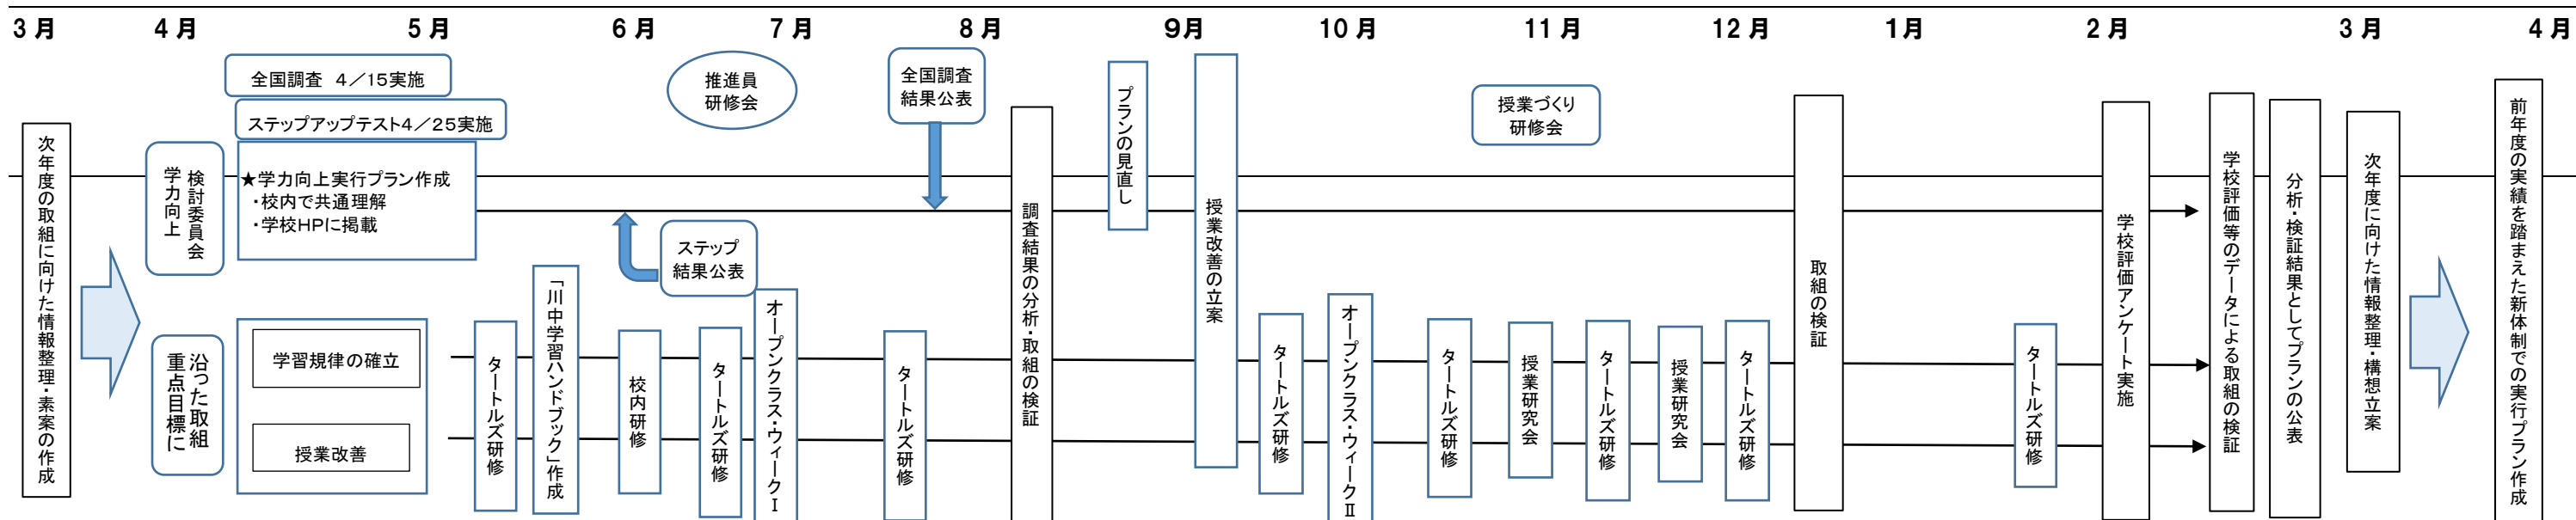 3月 4月 5月 6月 7月 8月 9月 10月 11月 12月 1月 2月 3月 4月
次年度の取組に向けた情報整理・素案の作成
学力向上
検討委員会
全国調査 4／15実施
ステップアップテスト4／25実施
★学力向上実行プラン作成
・校内で共通理解
・学校HPに掲載
重点目標に
沿った取組
学習規律の確立
授業改善
タートルズ研修
「川中学習ハンドブック」作成
校内研修
ステップ
結果公表
推進員
研修会
タートルズ研修
オープンクラス・ウィークⅠ
全国調査
結果公表
タートルズ研修
調査結果の分析・取組の検証
プランの見直し
授業改善の立案
タートルズ研修
オープンクラス・ウィークⅡ
タートルズ研修
授業づくり
研修会
授業研究会
タートルズ研修
授業研究会
タートルズ研修
取組の検証
タートルズ研修
学校評価アンケート実施
学校評価等のデータによる取組の検証
分析・検証結果としてプランの公表
次年度に向けた情報整理・構想立案
前年度の実績を踏まえた新体制での実行プラン作成